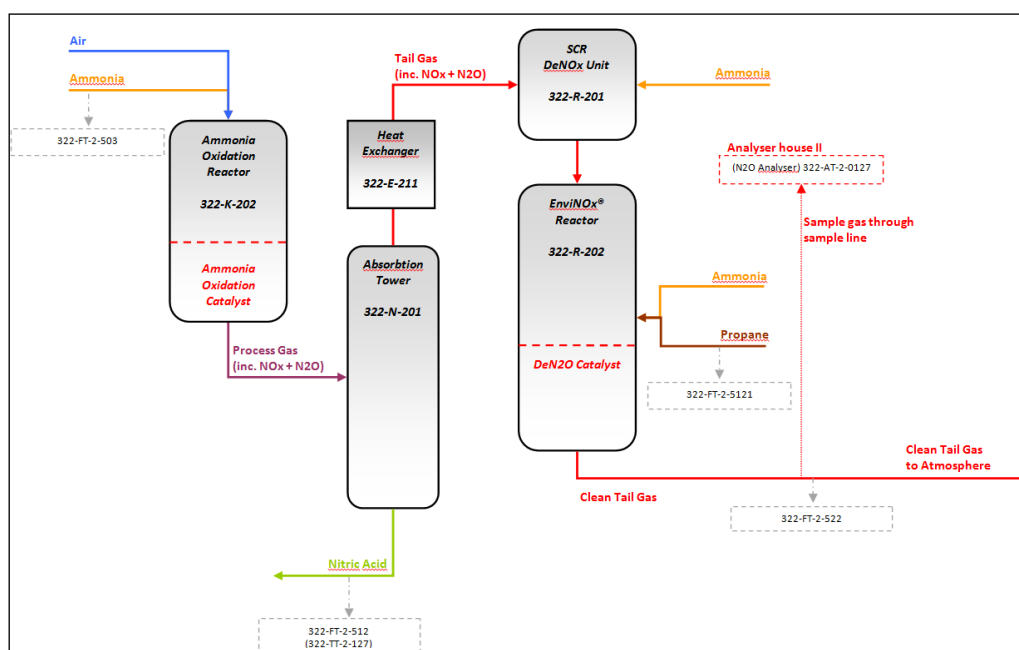 Air
Ammonia
322-FT-2-503
Ammonia
Oxidation
Reactor
322-K-202
Ammonia
Oxidation
Catalyst
Process Gas
(inc. NOx + N2O)
Tail Gas
(inc. NOx + N2O)
Heat
Exchanger
322-E-211
Absorbtion
Tower
322-N-201
Nitric Acid
322-FT-2-512
(322-TT-2-127)
SCR
DeNOx Unit
322-R-201
Ammonia
EnviNOx®
Reactor
322-R-202
DeN2O Catalyst
Ammonia
Propane
322-FT-2-5121
Analyser house II
(N2O Analyser) 322-AT-2-0127
Sample gas through
sample line
Clean Tail Gas
to Atmosphere
Clean Tail Gas
322-FT-2-522